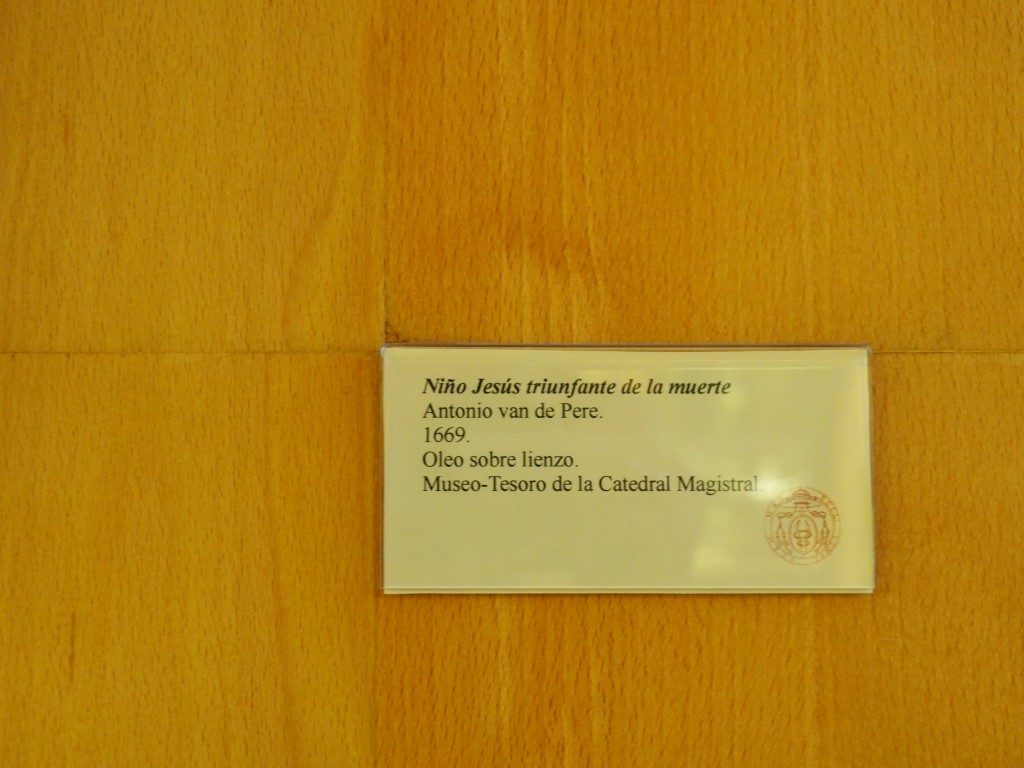 Niño Jesús triunfante de la muerte
Antonio van de Pere.
1669.
Oleo sobre lienzo.
Museo-Tesoro de la Catedral Magistral.